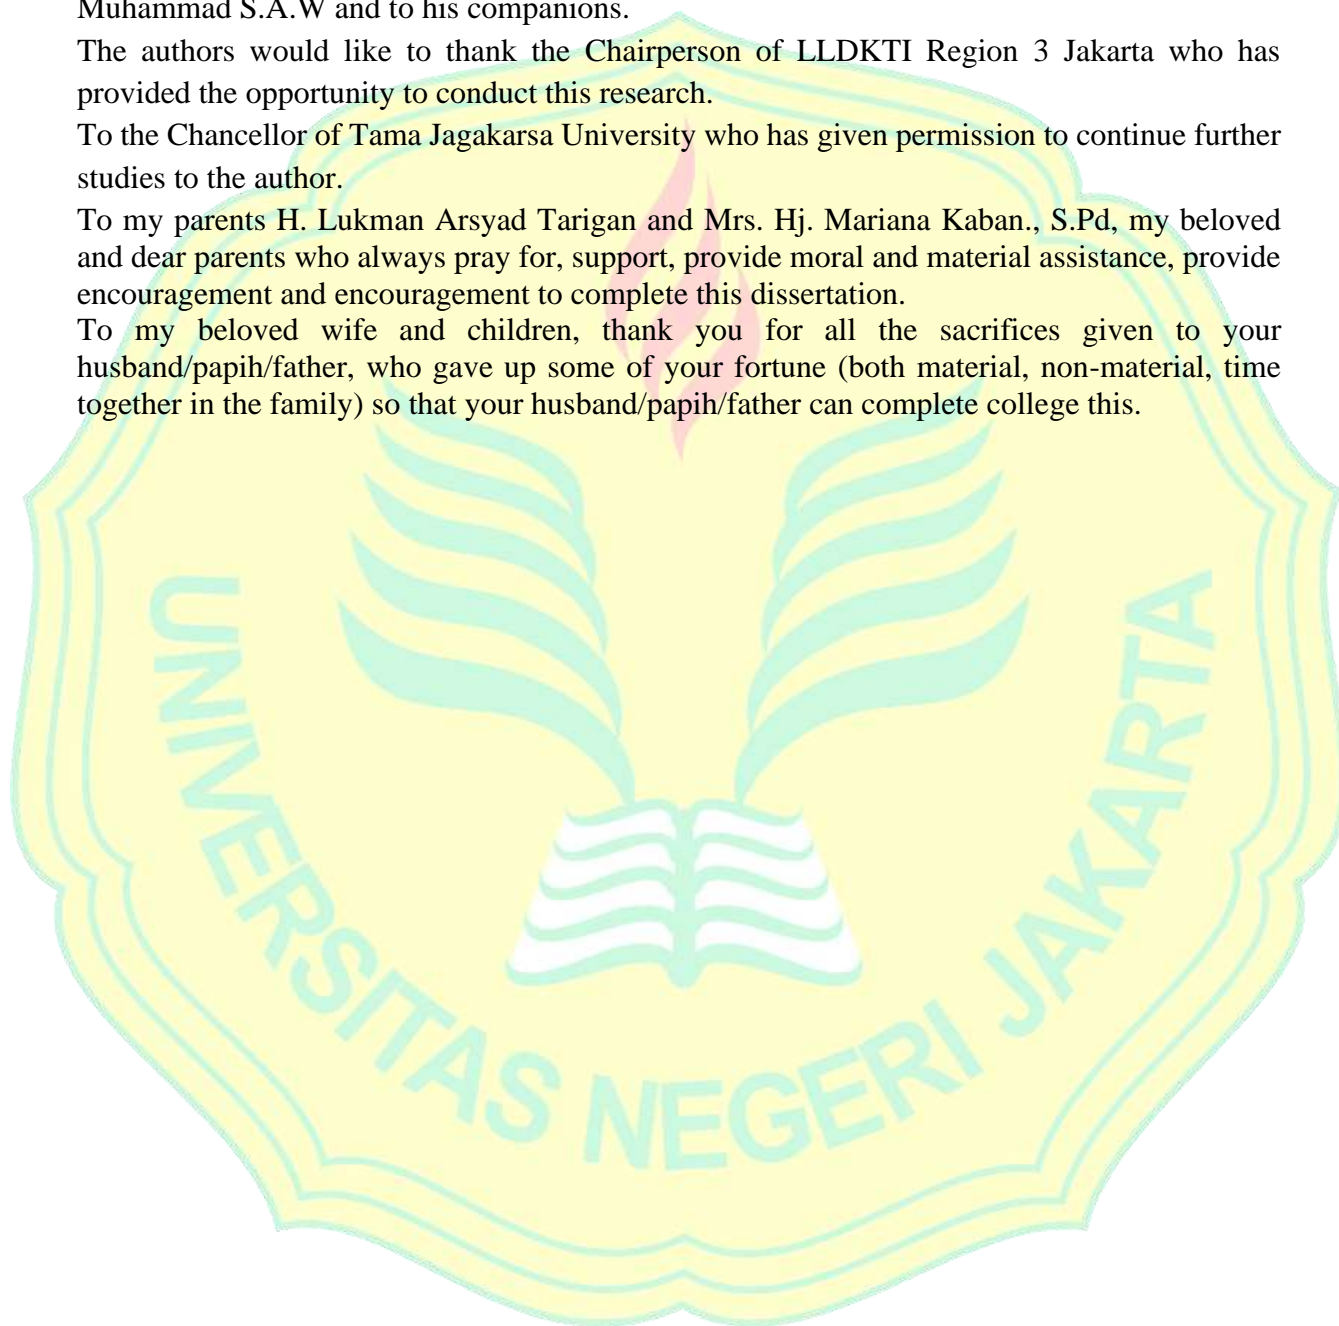 Muhammad S.A.W and to his companions.
The authors would like to thank the Chairperson of LLDKTI Region 3 Jakarta who has
provided the opportunity to conduct this research.
To the Chancellor of Tama Jagakarsa University who has given permission to continue further
studies to the author.
To my parents H. Lukman Arsyad Tarigan and Mrs. Hj. Mariana Kaban., S.Pd, my beloved
and dear parents who always pray for, support, provide moral and material assistance, provide
encouragement and encouragement to complete this dissertation.
To my beloved wife and children, thank you for all the sacrifices given to your
husband/papih/father, who gave up some of your fortune (both material, non-material, time
together in the family) so that your husband/papih/father can complete college this.
UNIVERSITAS NEGERI JAKARTA